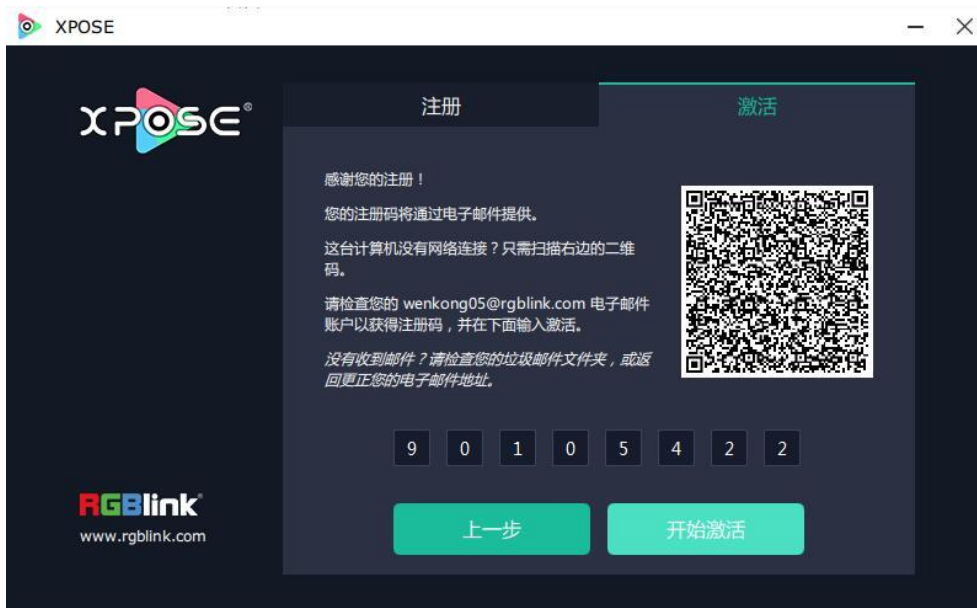 XPOSE
XPOSE®
注册
激活
感谢您的注册！
您的注册码将通过电子邮件提供。
这台计算机没有网络连接？只需扫描右边的二维
码。
请检查您的 wenkong05@rgblink.com 电子邮件
账户以获得注册码，并在下面输入激活。
没有收到邮件？请检查您的垃圾邮件文件夹，或返
回更正您的电子邮件地址。
9 0 1 0 5 4 2 2
上一步
开始激活
RGBlink®
www.rgblink.com